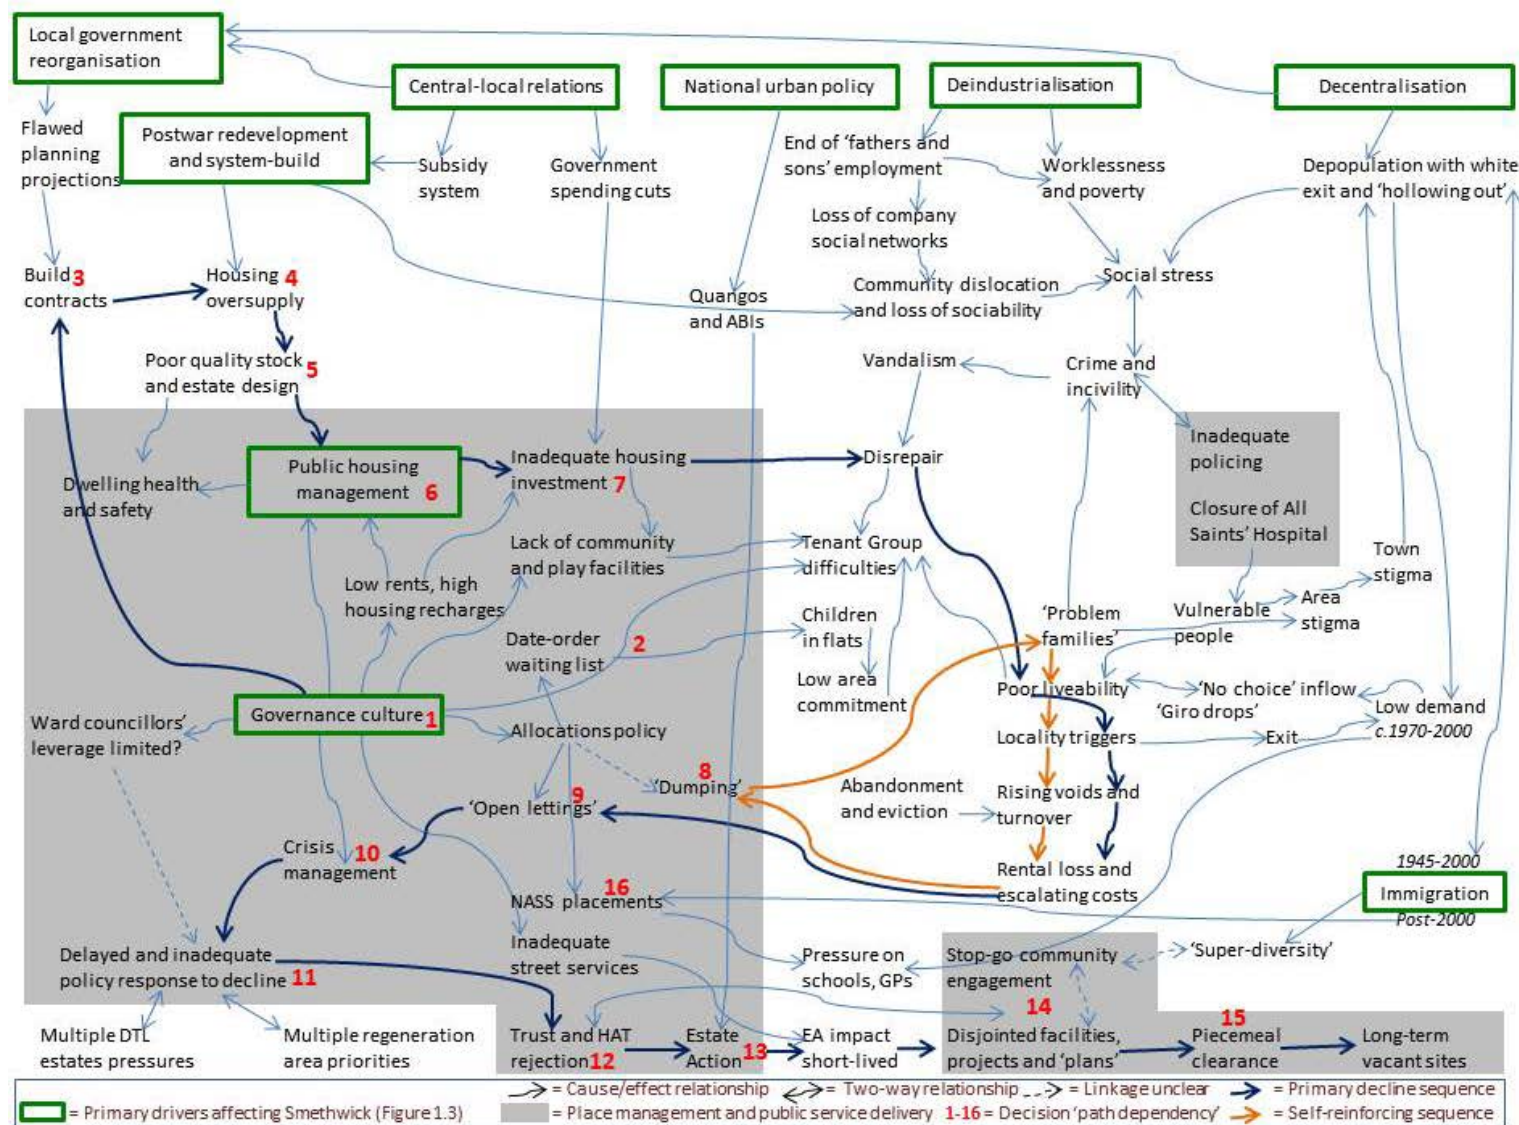 Local government
reorganisation
Central-local relations
National urban policy
Deindustrialisation
Decentralisation
Flawed
planning
projections
Postwar redevelopment
and system-build
Subsidy
system
Government
spending cuts
End of 'fathers and
sons' employment
Worklessness
and poverty
Depopulation with white
exit and 'hollowing out'
Loss of company
social networks
Build 3
contracts
Housing 4
oversupply
Quangos
and ABIs
Community dislocation
and loss of sociability
Social stress
Poor quality stock 5
and estate design
Vandalism
Crime and
incivility
Inadequate
policing
Public housing
management 6
Inadequate housing
investment 7
Disrepair
Dwelling health
and safety
Closure of All
Saints' Hospital
Lack of community
and play facilities
Tenant Group
difficulties
Town
stigma
Low rents, high
housing recharges
Children
in flats
'Problem
families'
Vulnerable
people
Area
stigma
Date-order 2
waiting list
Low area
commitment
Poor liveability
'No choice' inflow
'Giro drops'
Low demand
c.1970-2000
Ward councillors'
leverage limited?
Governance culture 1
Allocations policy
Locality triggers
Exit
8
'Dumping'
9
'Open lettings'
Abandonment
and eviction
Rising voids and
turnover
Crisis 10
management
Rental loss and
escalating costs
1945-2000
Immigration
Post-2000
16
NASS placements
Inadequate
street services
Pressure on
schools, GPs
Stop-go community
engagement
'Super-diversity'
Delayed and inadequate
policy response to decline 11
Multiple DTL
estates pressures
Multiple regeneration
area priorities
Trust and HAT
rejection 12
Estate
Action 13
EA impact
short-lived
14
Disjointed facilities,
projects and 'plans'
15
Piecemeal
clearance
Long-term
vacant sites
= Cause/effect relationship = Two-way relationship = Linkage unclear = Primary decline sequence
= Primary drivers affecting Smethwick (Figure 1.3) = Place management and public service delivery 1-16 = Decision 'path dependency' = Self-reinforcing sequence